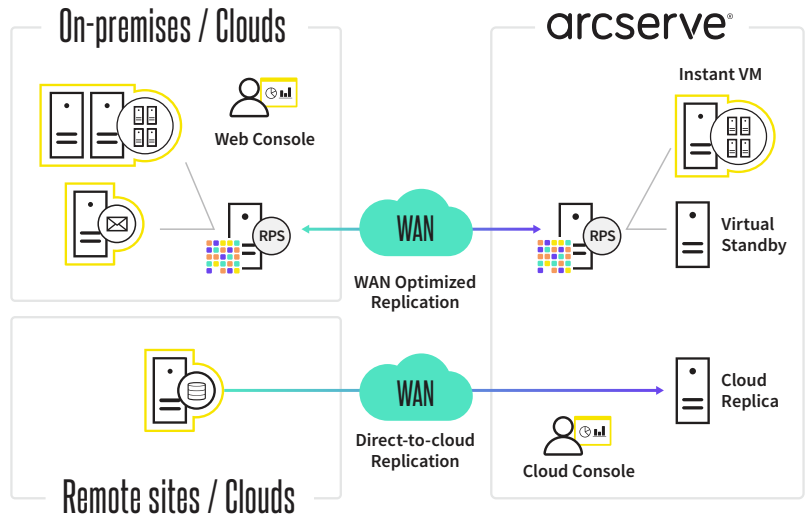 On-premises / Clouds
arcserve®
Web Console
Instant VM
RPS
WAN
RPS
Virtual
Standby
WAN Optimized
Replication
WAN
Cloud
Replica
Direct-to-cloud
Replication
Cloud Console
Remote sites / Clouds